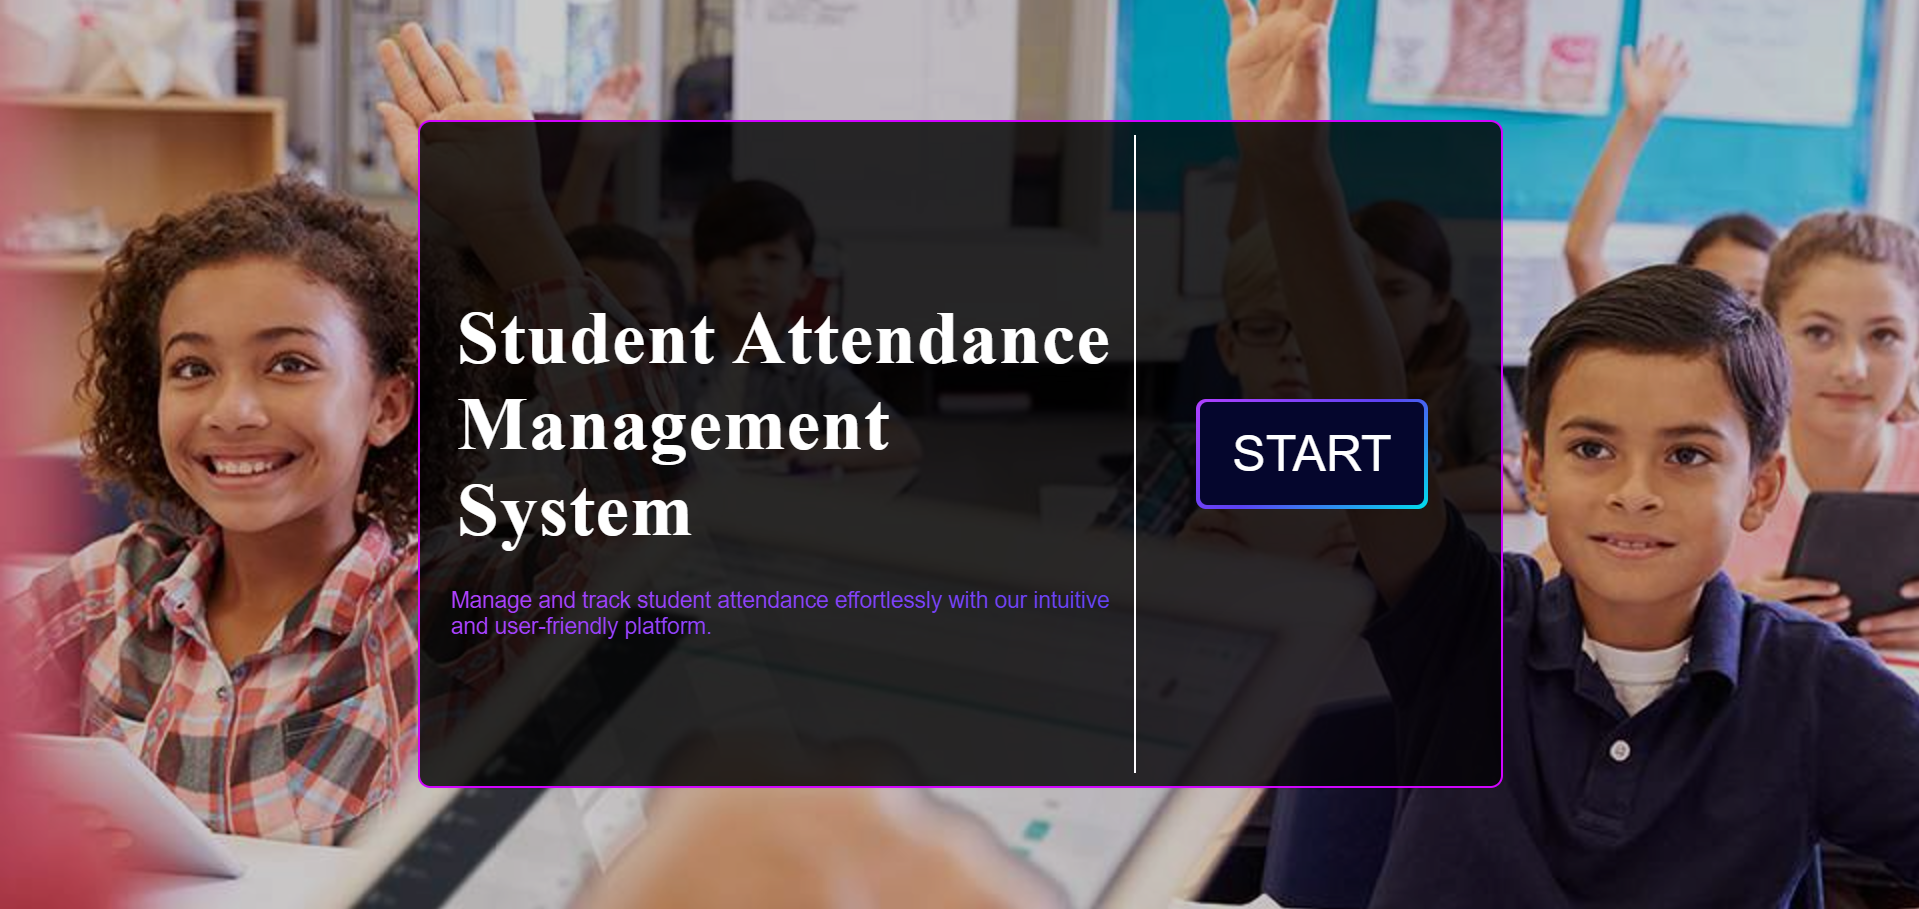 Student Attendance
Management
System
Manage and track student attendance effortlessly with our intuitive
and user-friendly platform.
START